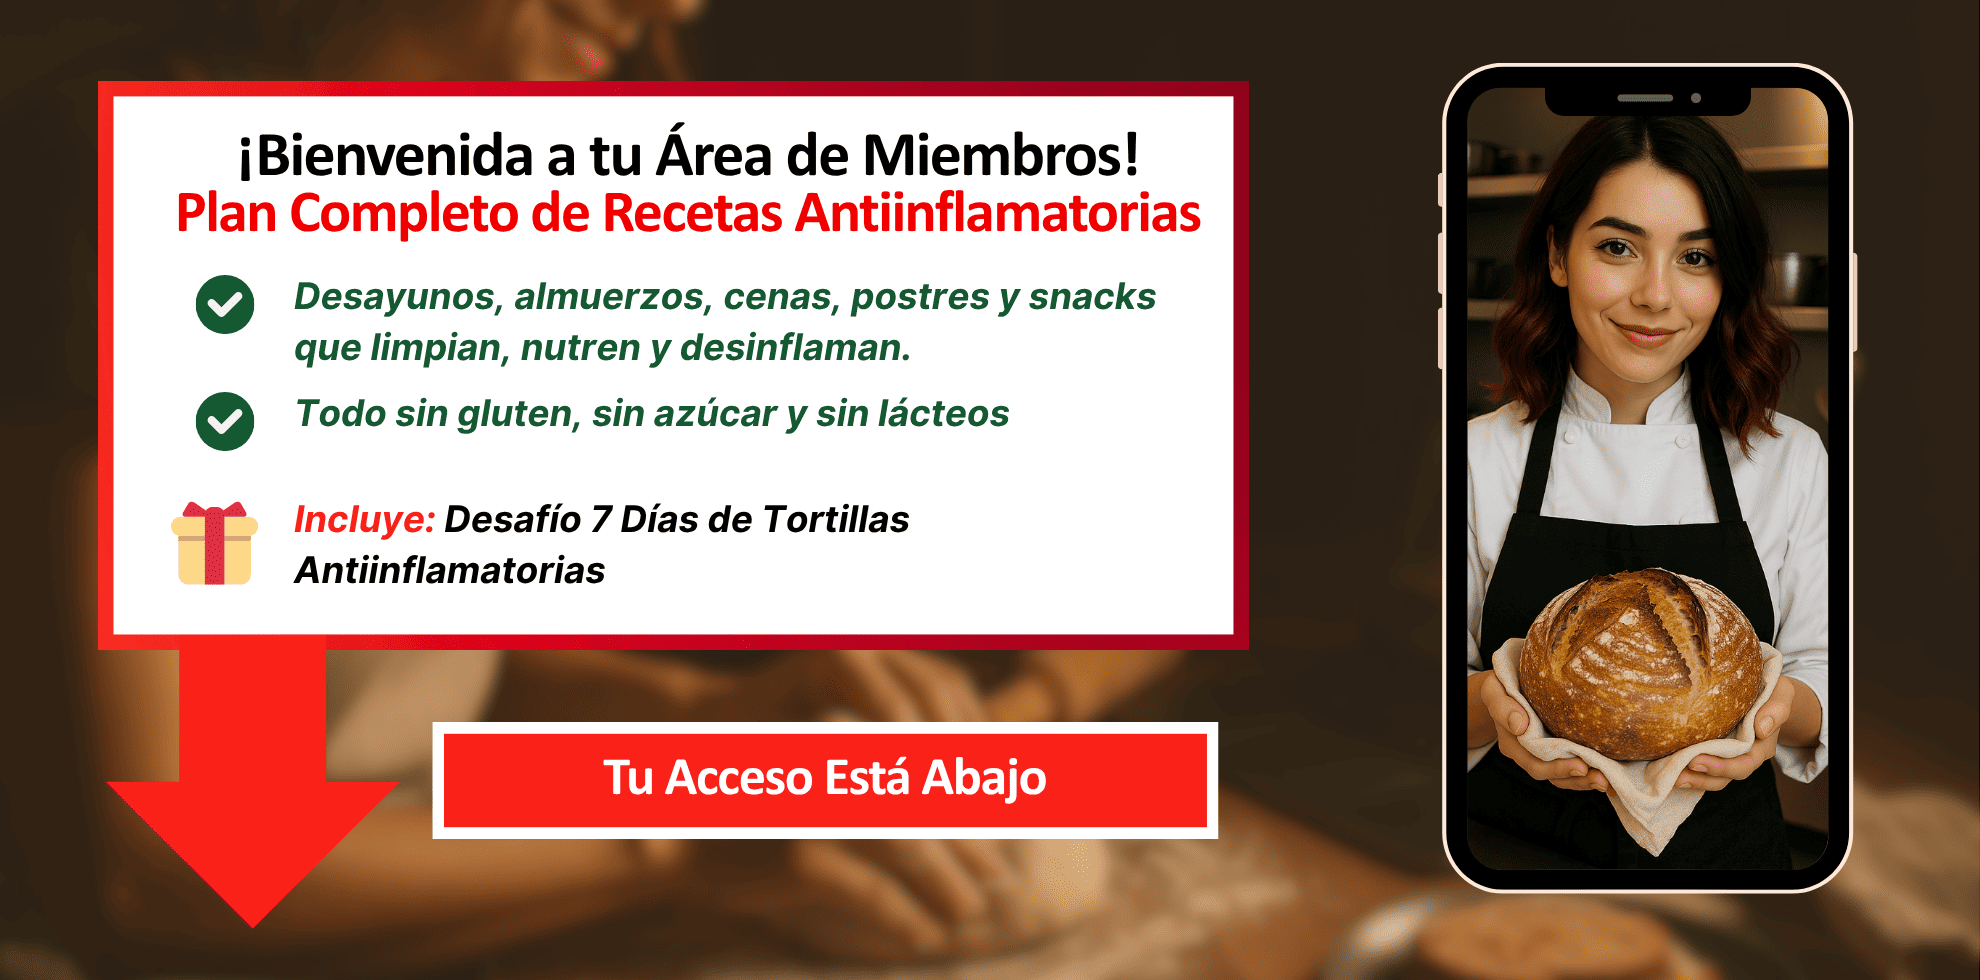 ¡Bienvenida a tu Área de Miembros!
Plan Completo de Recetas Antiinflamatorias
Desayunos, almuerzos, cenas, postres y snacks
que limpian, nutren y desinflaman.
Todo sin gluten, sin azúcar y sin lácteos
Incluye: Desafío 7 Días de Tortillas
Antiinflamatorias
Tu Acceso Está Abajo